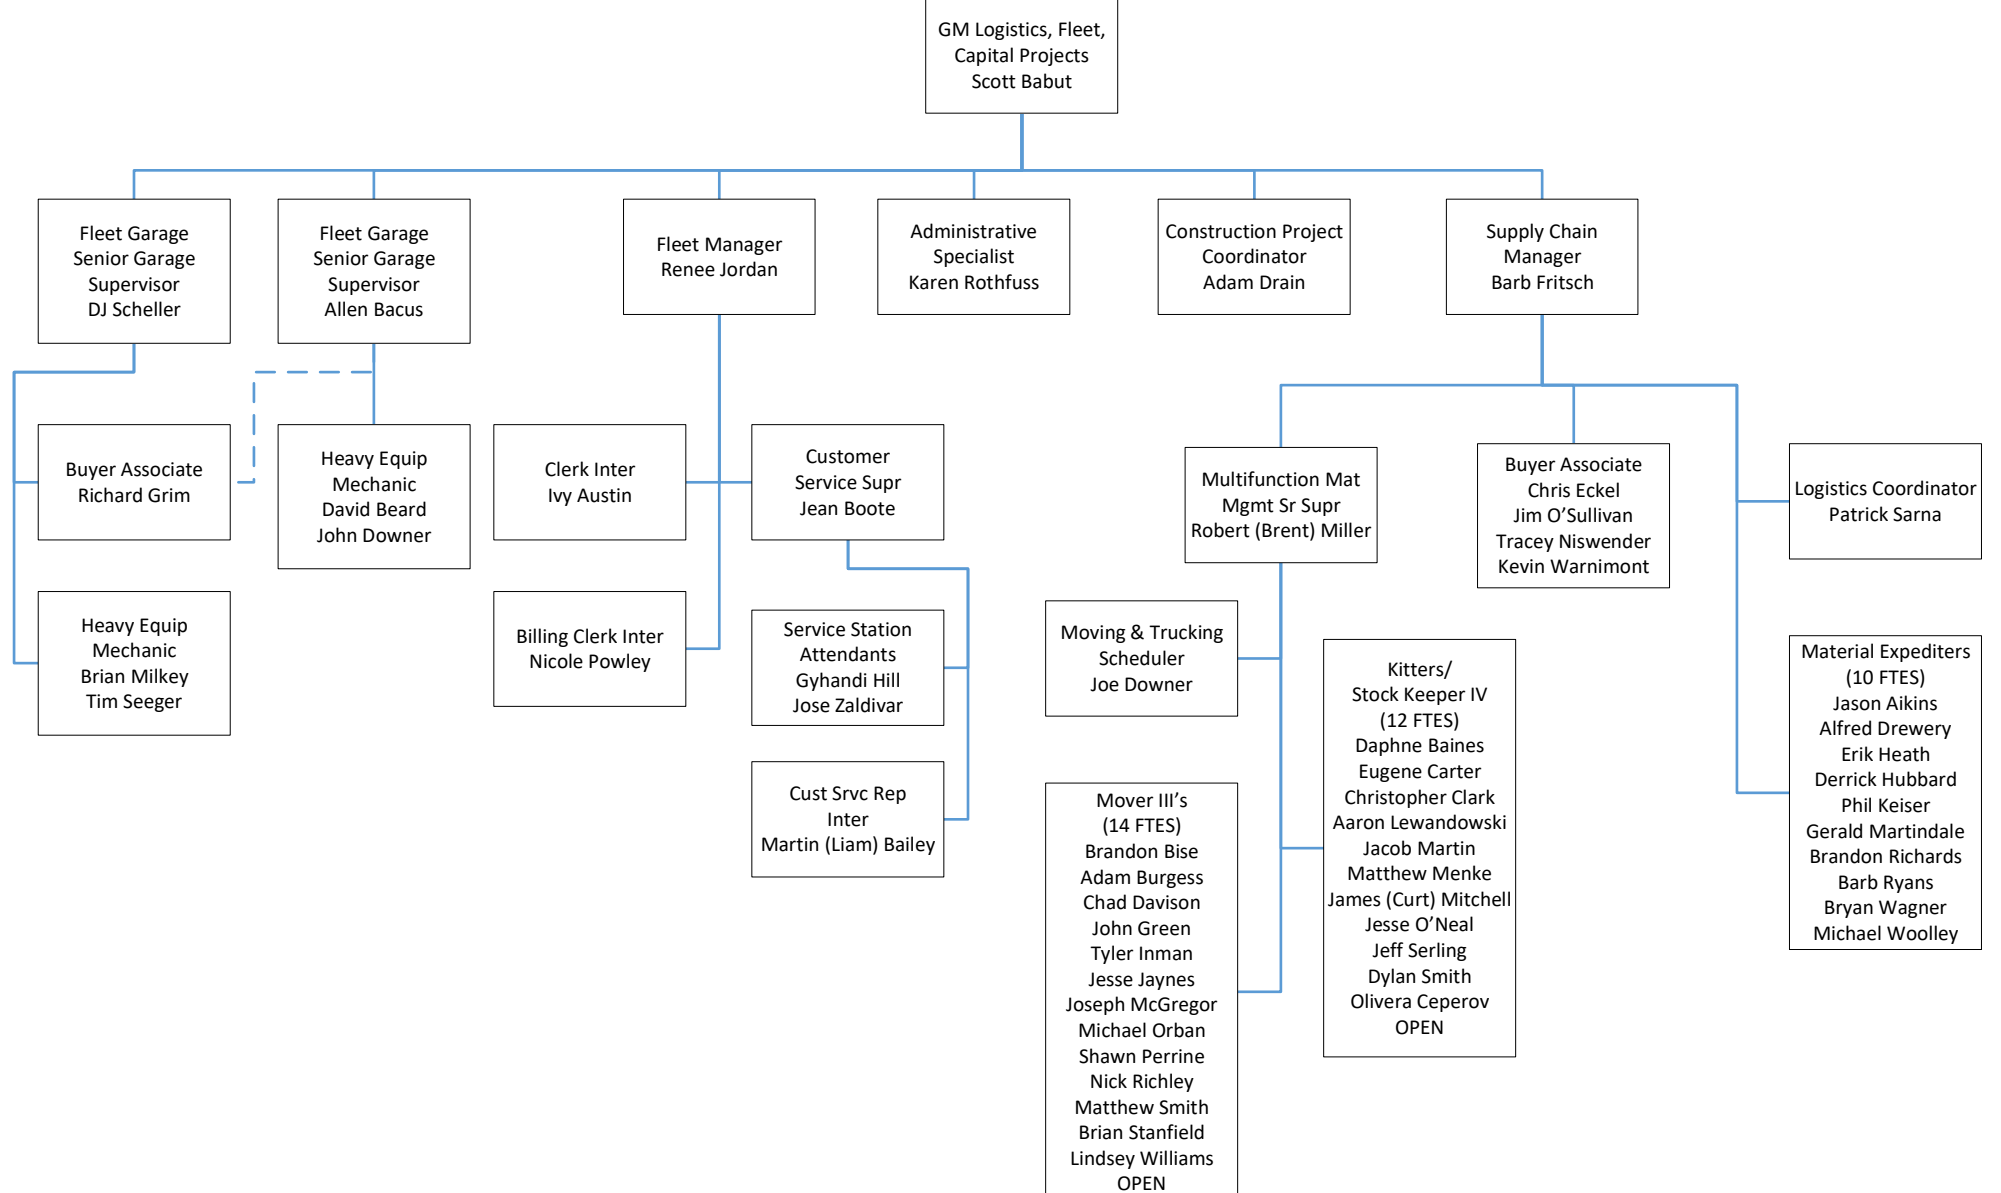 GM Logistics, Fleet,
Capital Projects
Scott Babut
Fleet Garage
Senior Garage
Supervisor
DJ Scheller
Fleet Garage
Senior Garage
Supervisor
Allen Bacus
Fleet Manager
Renee Jordan
Administrative
Specialist
Karen Rothfuss
Construction Project
Coordinator
Adam Drain
Supply Chain
Manager
Barb Fritsch
Buyer Associate
Richard Grim
Heavy Equip
Mechanic
David Beard
John Downer
Clerk Inter
Ivy Austin
Customer
Service Supr
Jean Boote
Multifunction Mat
Mgmt Sr Supr
Robert (Brent) Miller
Buyer Associate
Chris Eckel
Jim O’Sullivan
Tracey Niswender
Kevin Warnimont
Logistics Coordinator
Patrick Sarna
Heavy Equip
Mechanic
Brian Milkey
Tim Seeger
Billing Clerk Inter
Nicole Powley
Service Station
Attendants
Gyhandi Hill
Jose Zaldivar
Cust Srvc Rep
Inter
Martin (Liam) Bailey
Moving & Trucking
Scheduler
Joe Downer
Mover III’s
(14 FTES)
Brandon Bise
Adam Burgess
Chad Davison
John Green
Tyler Inman
Jesse Jaynes
Joseph McGregor
Michael Orban
Shawn Perrine
Nick Richley
Matthew Smith
Brian Stanfield
Lindsey Williams
OPEN
Kitters/
Stock Keeper IV
(12 FTES)
Daphne Baines
Eugene Carter
Christopher Clark
Aaron Lewandowski
Jacob Martin
Matthew Menke
James (Curt) Mitchell
Jesse O’Neal
Jeff Serling
Dylan Smith
Olivera Ceperov
OPEN
Material Expediters
(10 FTES)
Jason Aikins
Alfred Drewery
Erik Heath
Derrick Hubbard
Phil Keiser
Gerald Martindale
Brandon Richards
Barb Ryans
Bryan Wagner
Michael Woolley